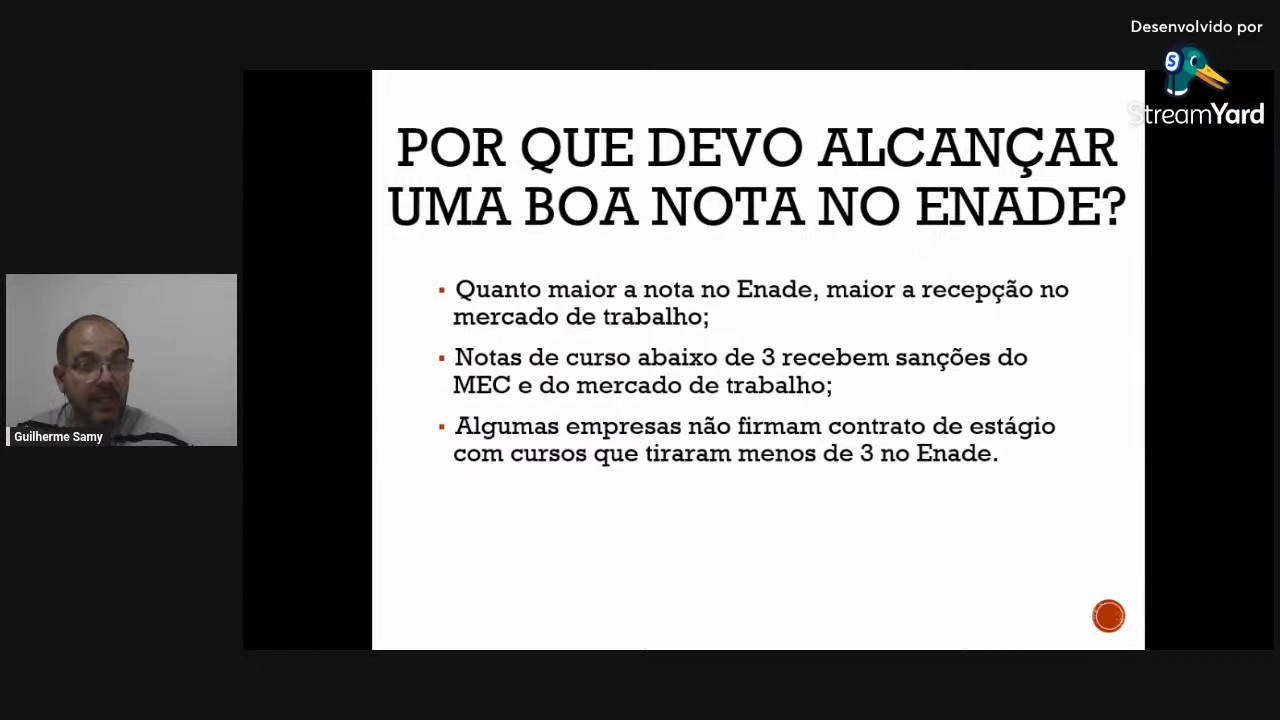 Desenvolvido por
StreamYard
POR QUE DEVO ALCANÇAR
UMA BOA NOTA NO ENADE?
▪ Quanto maior a nota no Enade, maior a recepção no
mercado de trabalho;
▪ Notas de curso abaixo de 3 recebem sanções do
MEC e do mercado de trabalho;
▪ Algumas empresas não firmam contrato de estágio
com cursos que tiraram menos de 3 no Enade.
Guilherme Samy